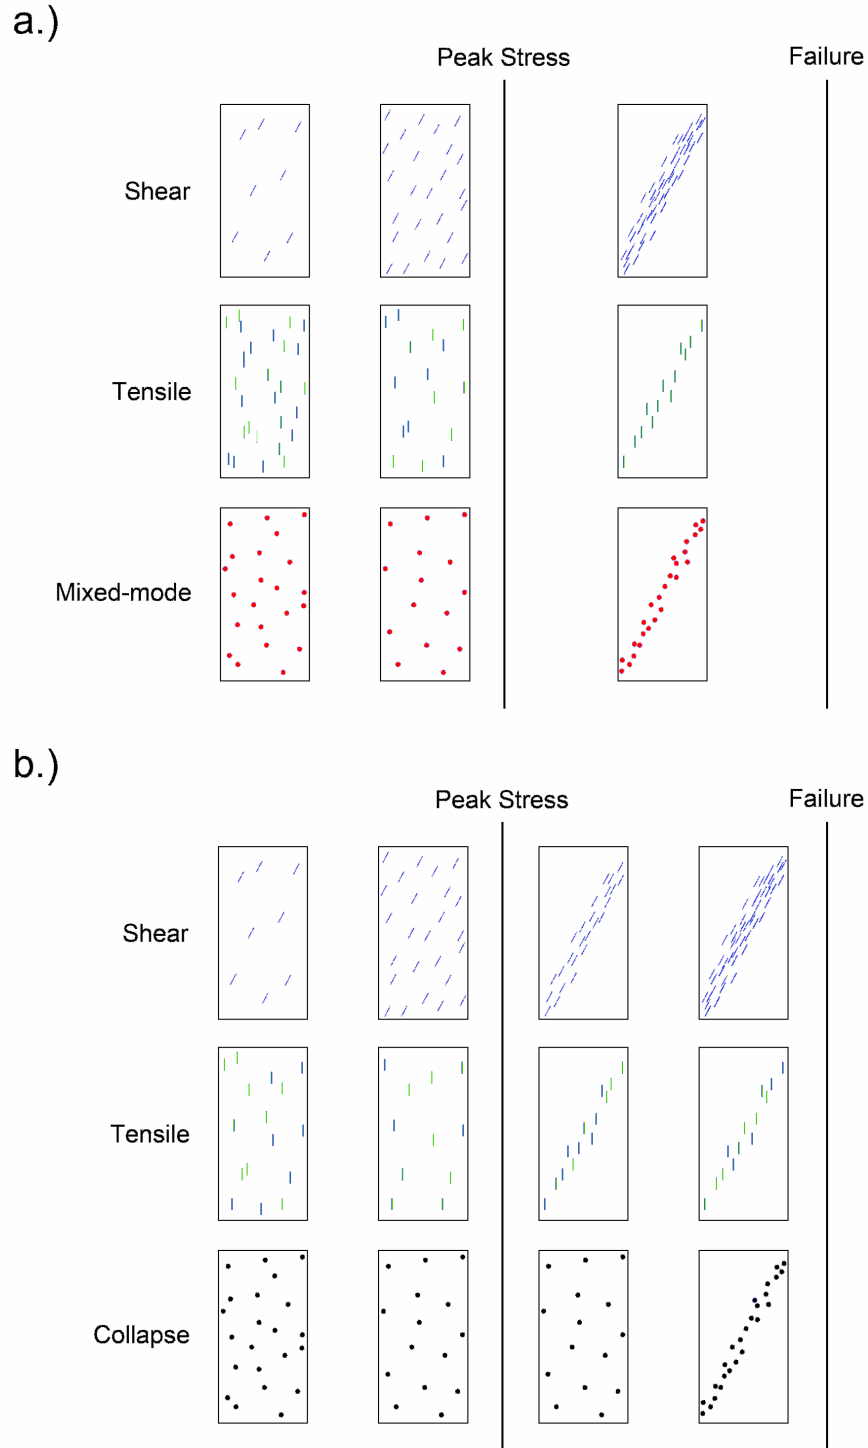 a.)
Peak Stress Failure
Shear
Tensile
Mixed-mode
b.)
Peak Stress Failure
Shear
Tensile
Collapse